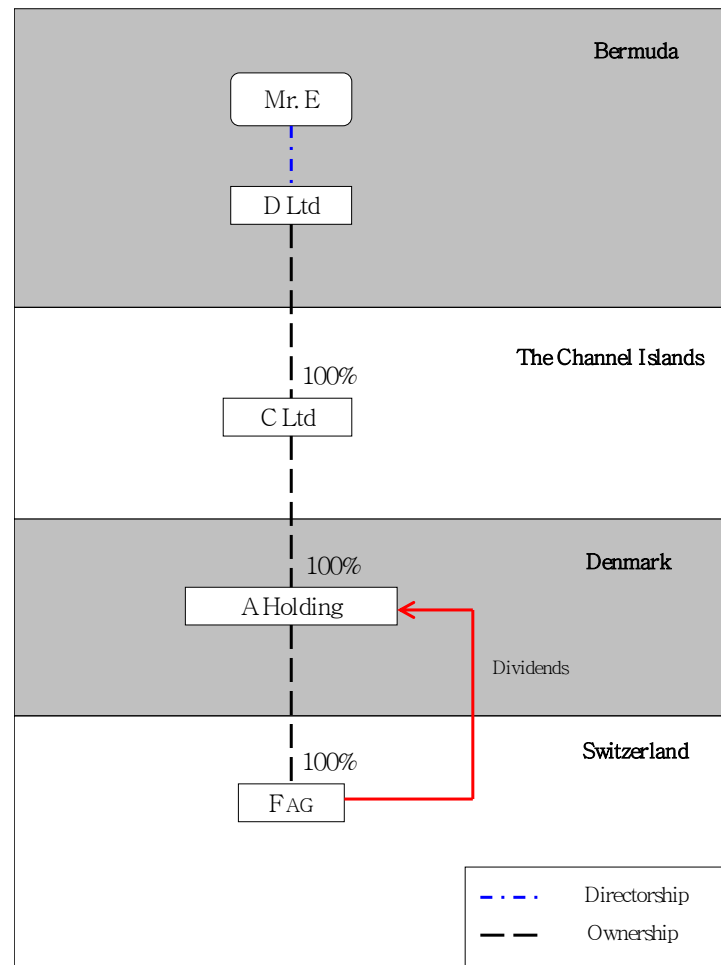 Bermuda
Mr. E
D Ltd
The Channel Islands
100%
C Ltd
Denmark
100%
A Holding
Dividends
Switzerland
100%
F AG
Directorship
Ownership